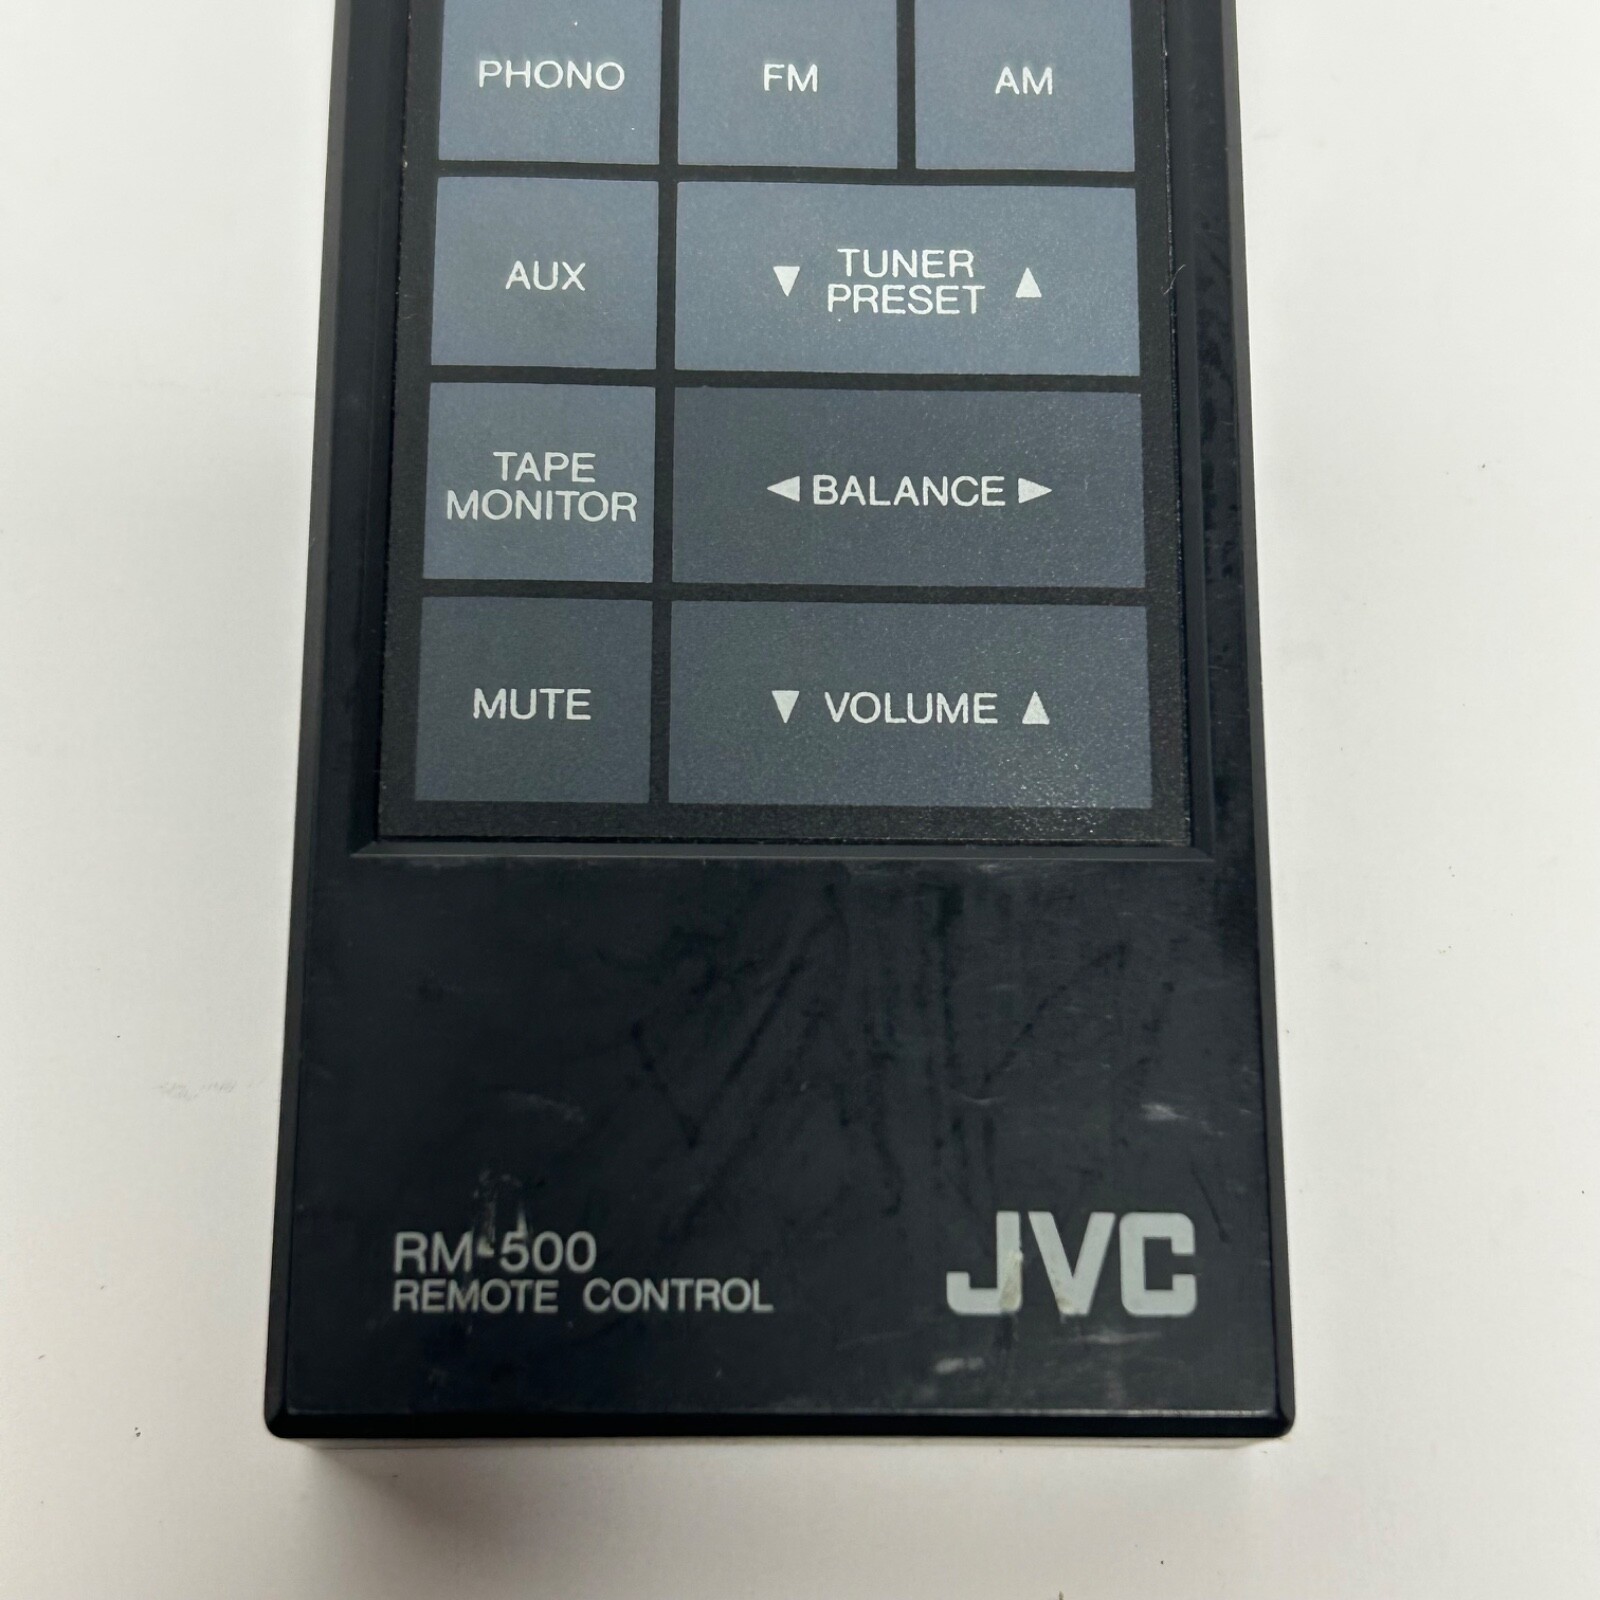 PHONO FM AM
AUX ▼ TUNER PRESET ▲
TAPE MONITOR ◀ BALANCE ▶
MUTE ▼ VOLUME ▲
RM-500
REMOTE CONTROL
JVC